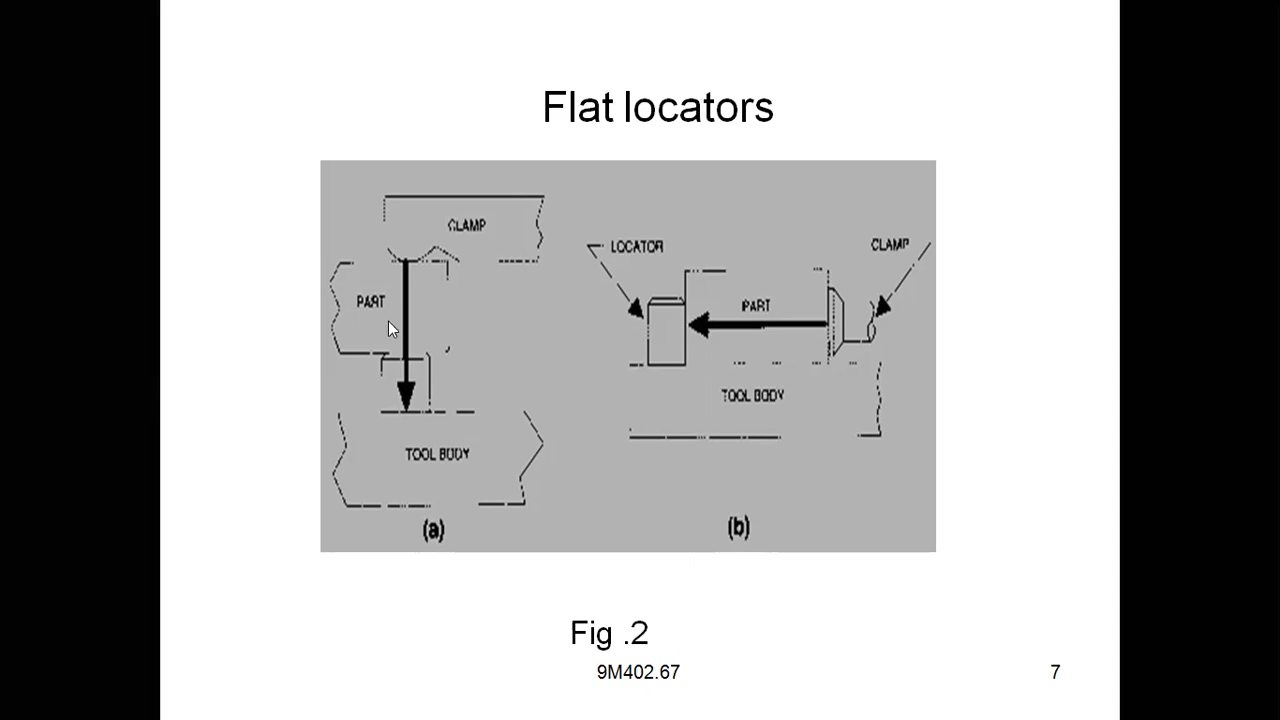 Flat locators
CLAMP
PART
TOOL BODY
(a)
LOCATOR
CLAMP
PART
TOOL BODY
(b)
Fig .2
9M402.67
7